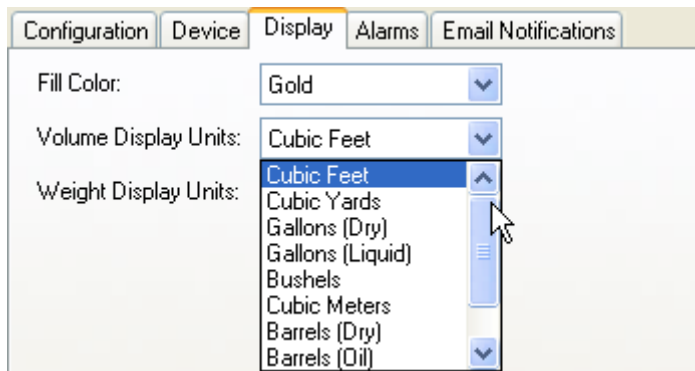 Configuration Device Display Alarms Email Notifications
Fill Color: Gold
Volume Display Units: Cubic Feet
Cubic Feet
Weight Display Units:
Cubic Yards
Gallons (Dry)
Gallons (Liquid)
Bushels
Cubic Meters
Barrels (Dry)
Barrels (Oil)